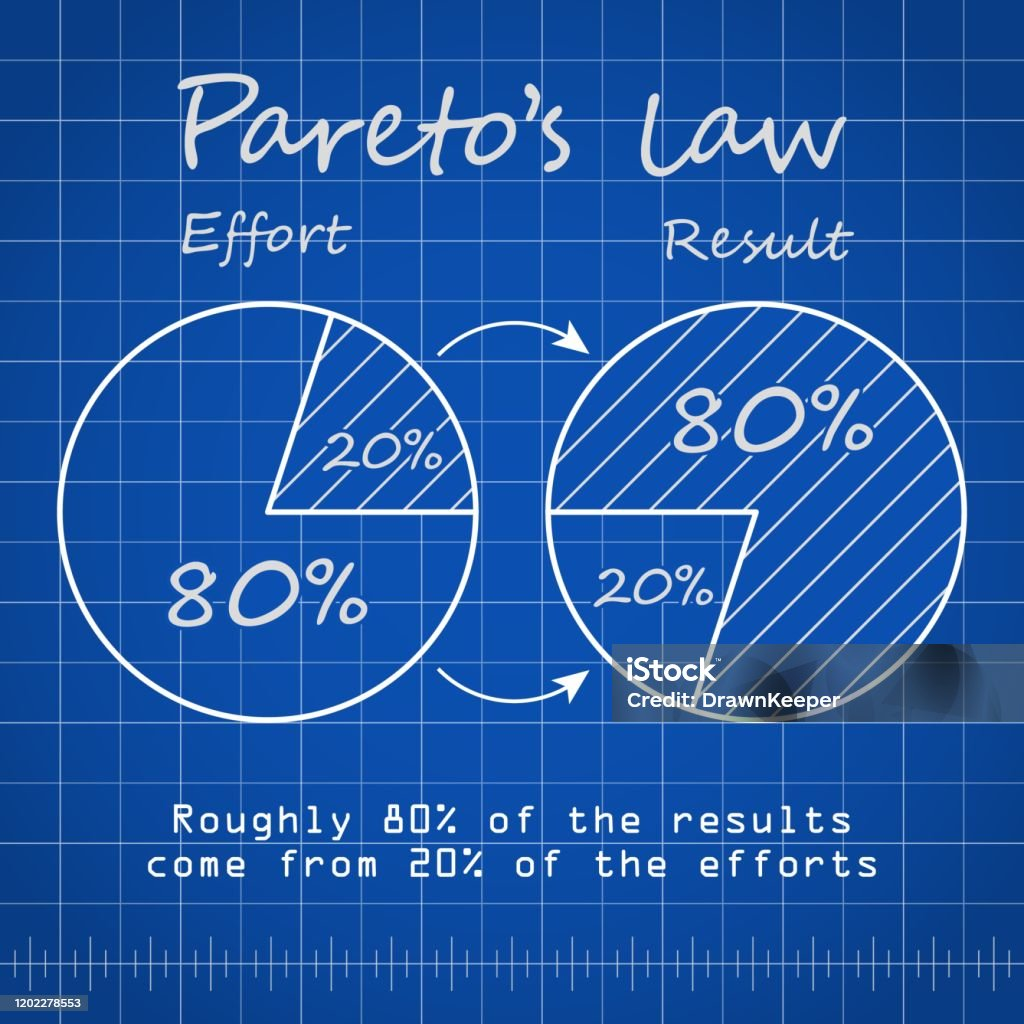 Pareto's law
Effort
Result
20%
80%
80%
20%
iStock™
Credit: DrawnKeeper
Roughly 80% of the results
come from 20% of the efforts
1202278553